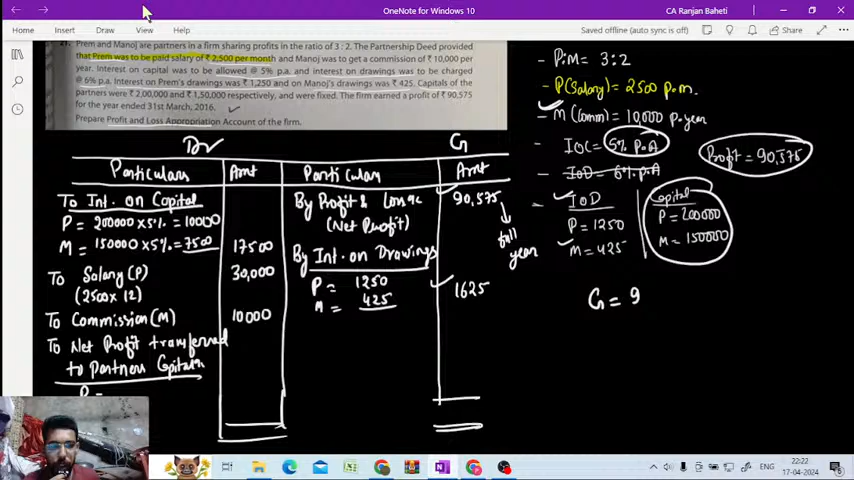 OneNote for Windows 10
CA Ranjan Baheti
Home Insert Draw View Help
Saved offline (autosaved off)
Share
Prem and Manoj are partners in a firm sharing profits in the ratio of 3 : 2. The Partnership Deed provided
that Prem was to be paid salary of ₹ 2,500 per month and Manoj was to get a commission of ₹ 10,000 per
year. Interest on capital was to be allowed @ 5% p.a. and interest on drawings was to be charged
@ 6% p.a. Interest on Prem's drawings was ₹ 1,250 and on Manoj's drawings was ₹ 425. Capitals of the
partners were ₹ 2,00,000 and ₹ 1,50,000 respectively, and were fixed. The firm earned a profit of ₹ 90,575
for the year ended 31st March, 2016.
Prepare Profit and Loss Appropriation Account of the firm.
Dr Cr
Particulars Amt Particular Amt
To Int. on Capital
P = 200000 x 5% = 10000
M = 150000 x 5% = 7500 17500
To Salary (P) 30,000
(2500 x 12)
To Commission (M) 10000
To Net Profit transferred
to Partners Capital
P =
By Profit & Loss a/c 90,575
(Net Profit)
full
year
By Int. on Drawings
P = 1250
M = 425 1625
- P:M = 3:2
- P(Salary) = 2500 p.m.
- M (Comm) = 10,000 p.year
- IOC = 5% P.A
Profit = 90,575
- IOD = 6% P.A
- IOD
P = 1250
M = 425
Capital
P = 200000
M = 150000
G = 9
ENG
22:22
17-04-2024